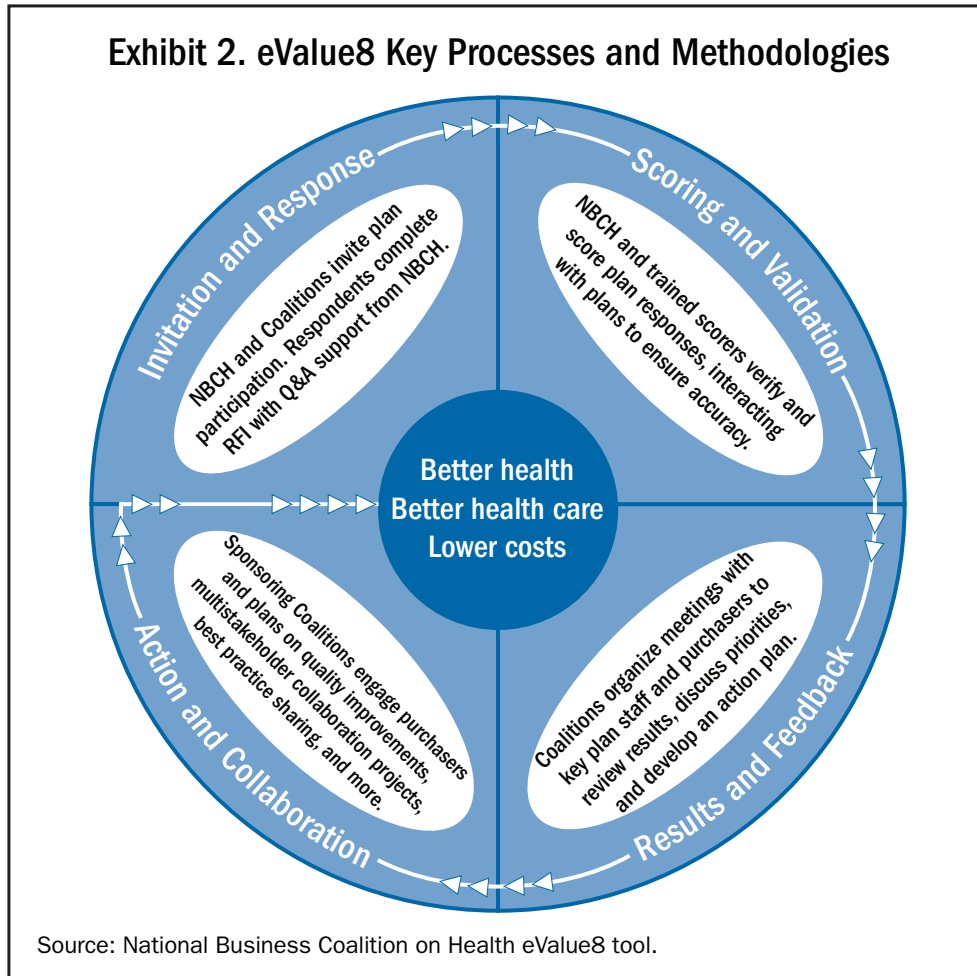 Exhibit 2. eValue8 Key Processes and Methodologies
Invitation and Response
NBCH and Coalitions invite plan
participation. Respondents complete
RFI with Q&A support from NBCH.
Scoring and Validation
NBCH and trained scorers verify and
score plan responses, interacting
with plans to ensure accuracy.
Better health
Better health care
Lower costs
Action and Collaboration
Sponsoring Coalitions engage purchasers
and plans on quality improvements,
multistakeholder collaboration projects,
best practice sharing, and more.
Results and Feedback
Coalitions organize meetings with
key plan staff and purchasers to
review results, discuss priorities,
and develop an action plan.
Source: National Business Coalition on Health eValue8 tool.